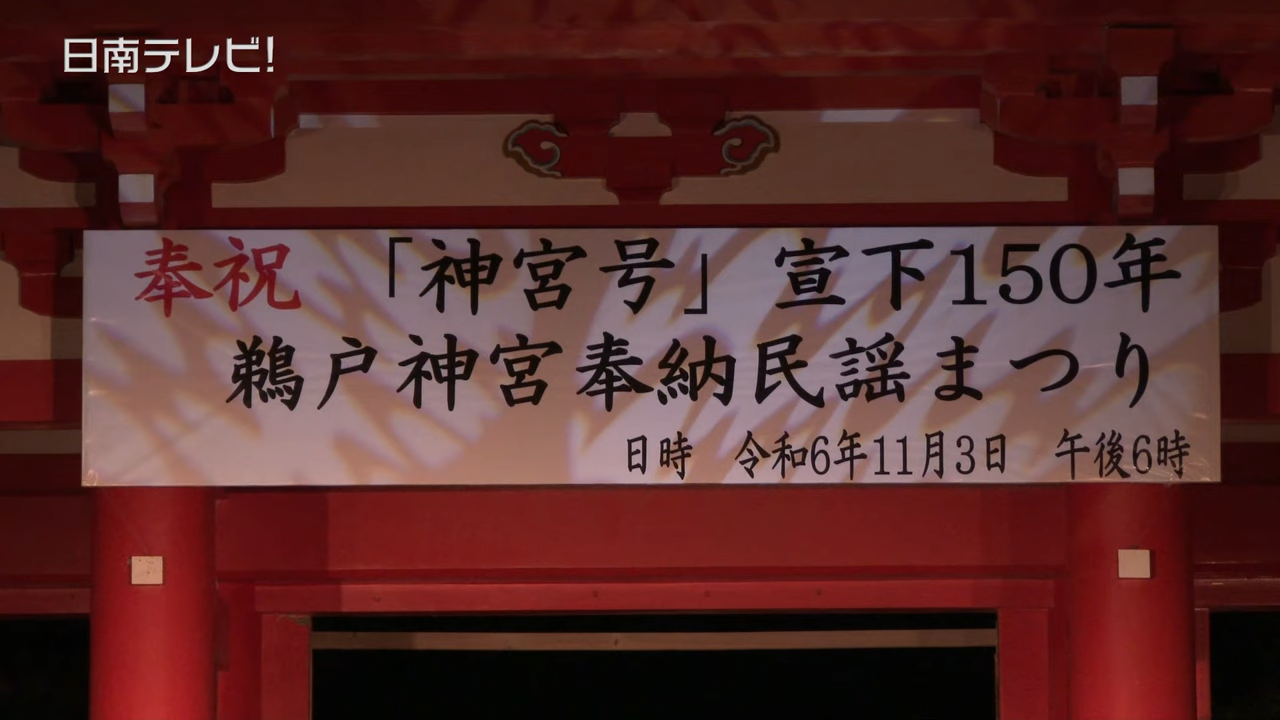 日南テレビ!
奉祝 「神宮号」宣下150年
鵜戸神宮奉納民謡まつり
日時 令和6年11月3日 午後6時